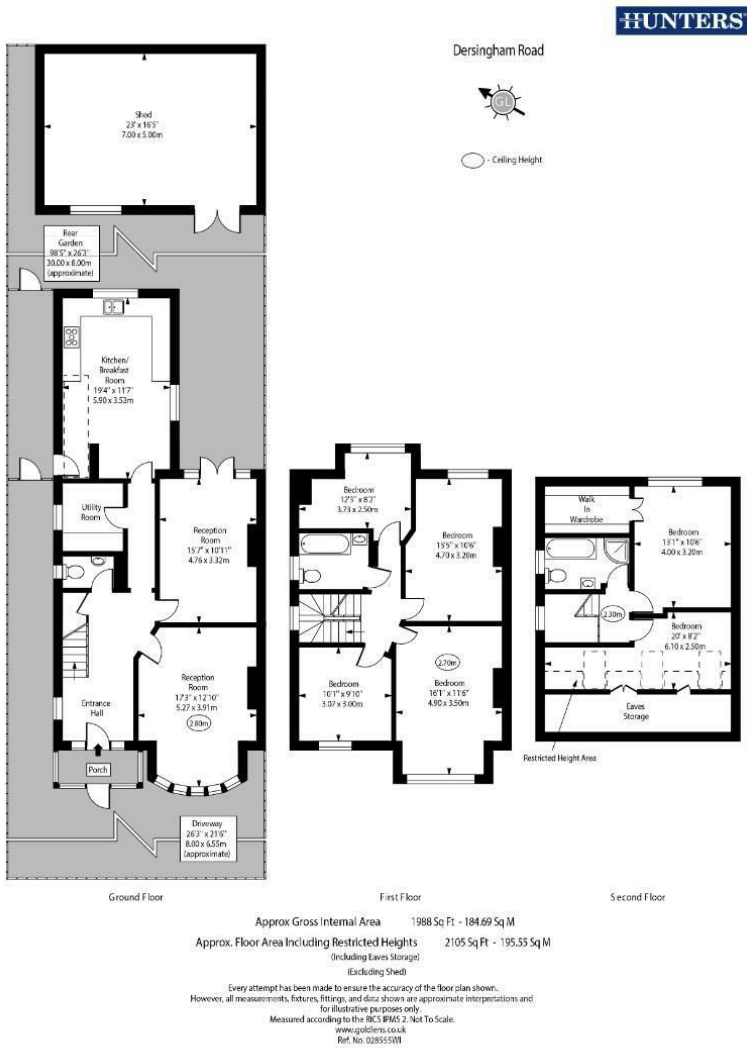 HUNTERS
Dersingham Road
GL
- Ceiling Height
Shed
23' x 16'5"
7.00 x 5.00m
Rear
Garden
98'5" x 26'3"
30.00 x 8.00m
(approximate)
Kitchen/
Breakfast
Room
19'4" x 11'7"
5.90 x 3.53m
Utility
Room
Reception
Room
15'7" x 10'11"
4.76 x 3.32m
Reception
Room
17'3" x 12'10"
5.27 x 3.91m
2.80m
Entrance
Hall
Porch
Driveway
26'3" x 21'6"
8.00 x 6.55m
(approximate)
Bedroom
12'3" x 8'2"
3.73 x 2.50m
Bedroom
15'5" x 10'6"
4.70 x 3.20m
Bedroom
10'1" x 9'10"
3.07 x 3.00m
2.70m
Bedroom
16'1" x 11'6"
4.90 x 3.50m
Walk
In
Wardrobe
Bedroom
13'1" x 10'6"
4.00 x 3.20m
2.30m
Bedroom
20' x 8'2"
6.10 x 2.50m
Eaves
Storage
Restricted Height Area
Ground Floor
First Floor
Second Floor
Approx Gross Internal Area 1988 Sq Ft - 184.69 Sq M
Approx. Floor Area Including Restricted Heights 2105 Sq Ft - 195.55 Sq M
(Including Eaves Storage)
(Excluding Shed)
Every attempt has been made to ensure the accuracy of the floor plan shown.
However, all measurements, fixtures, fittings, and data shown are approximate interpretations and
for illustrative purposes only.
Measured according to the RICS IPMS 2. Not To Scale.
www.goldlens.co.uk
Ref. No. 028555WI